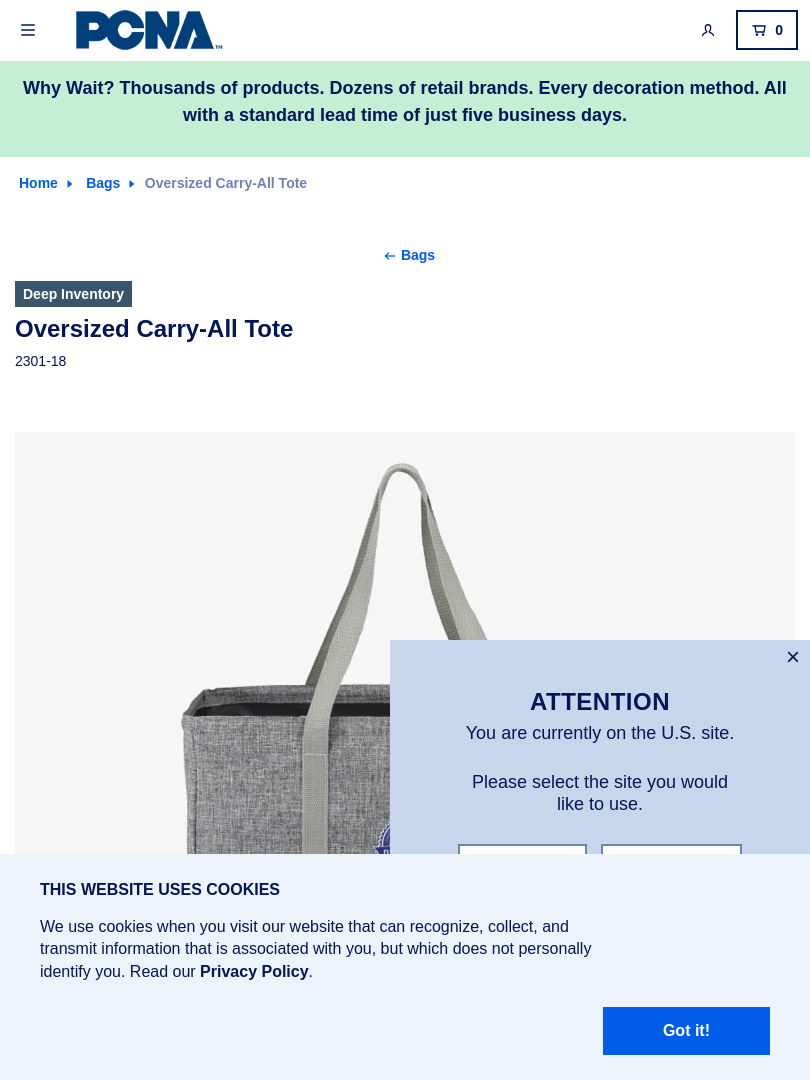 PCNA™
0
Why Wait? Thousands of products. Dozens of retail brands. Every decoration method. All
with a standard lead time of just five business days.
Home
Bags
Oversized Carry-All Tote
Bags
Deep Inventory
Oversized Carry-All Tote
2301-18
ATTENTION
You are currently on the U.S. site.
Please select the site you would
like to use.
THIS WEBSITE USES COOKIES
We use cookies when you visit our website that can recognize, collect, and
transmit information that is associated with you, but which does not personally
identify you. Read our Privacy Policy.
Got it!